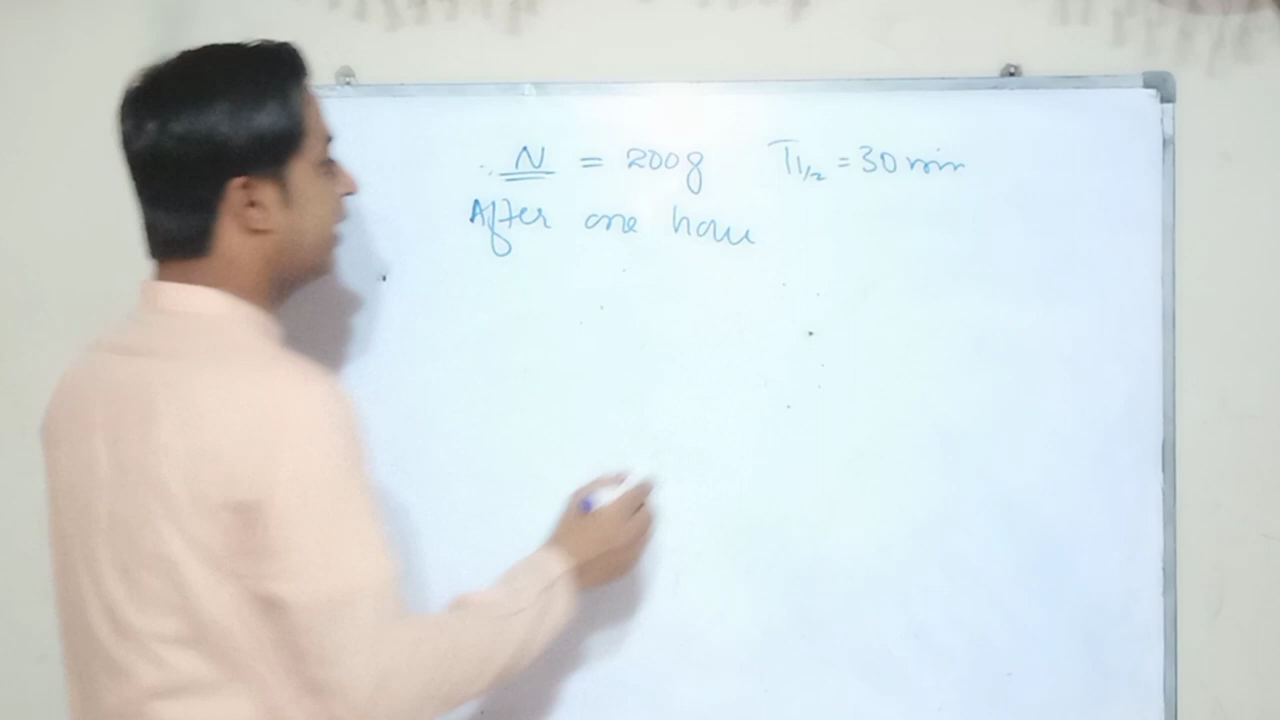 N = 200g T1/2 = 30 min
After one hour